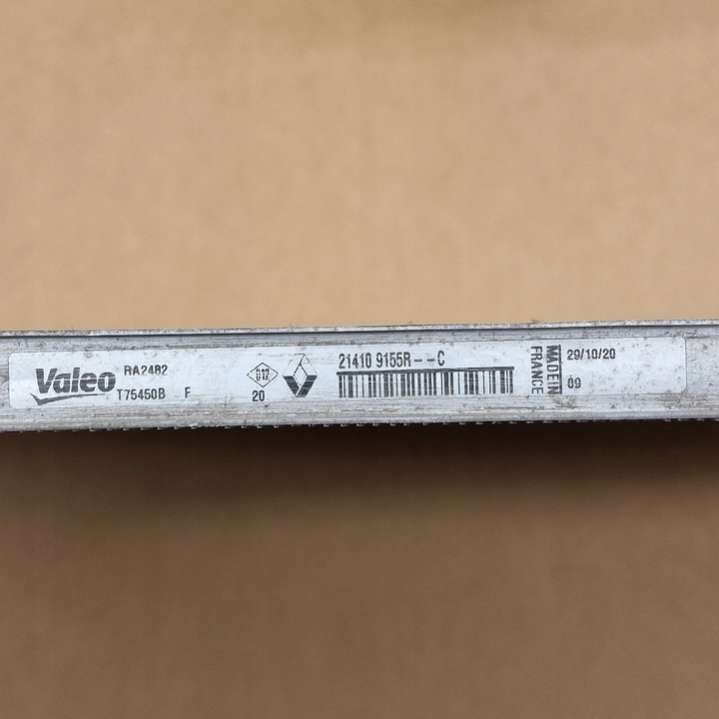 Valeo
RA2482
T75450B F
20
21410 9155R--C
MADE IN
FRANCE
29/10/20
09